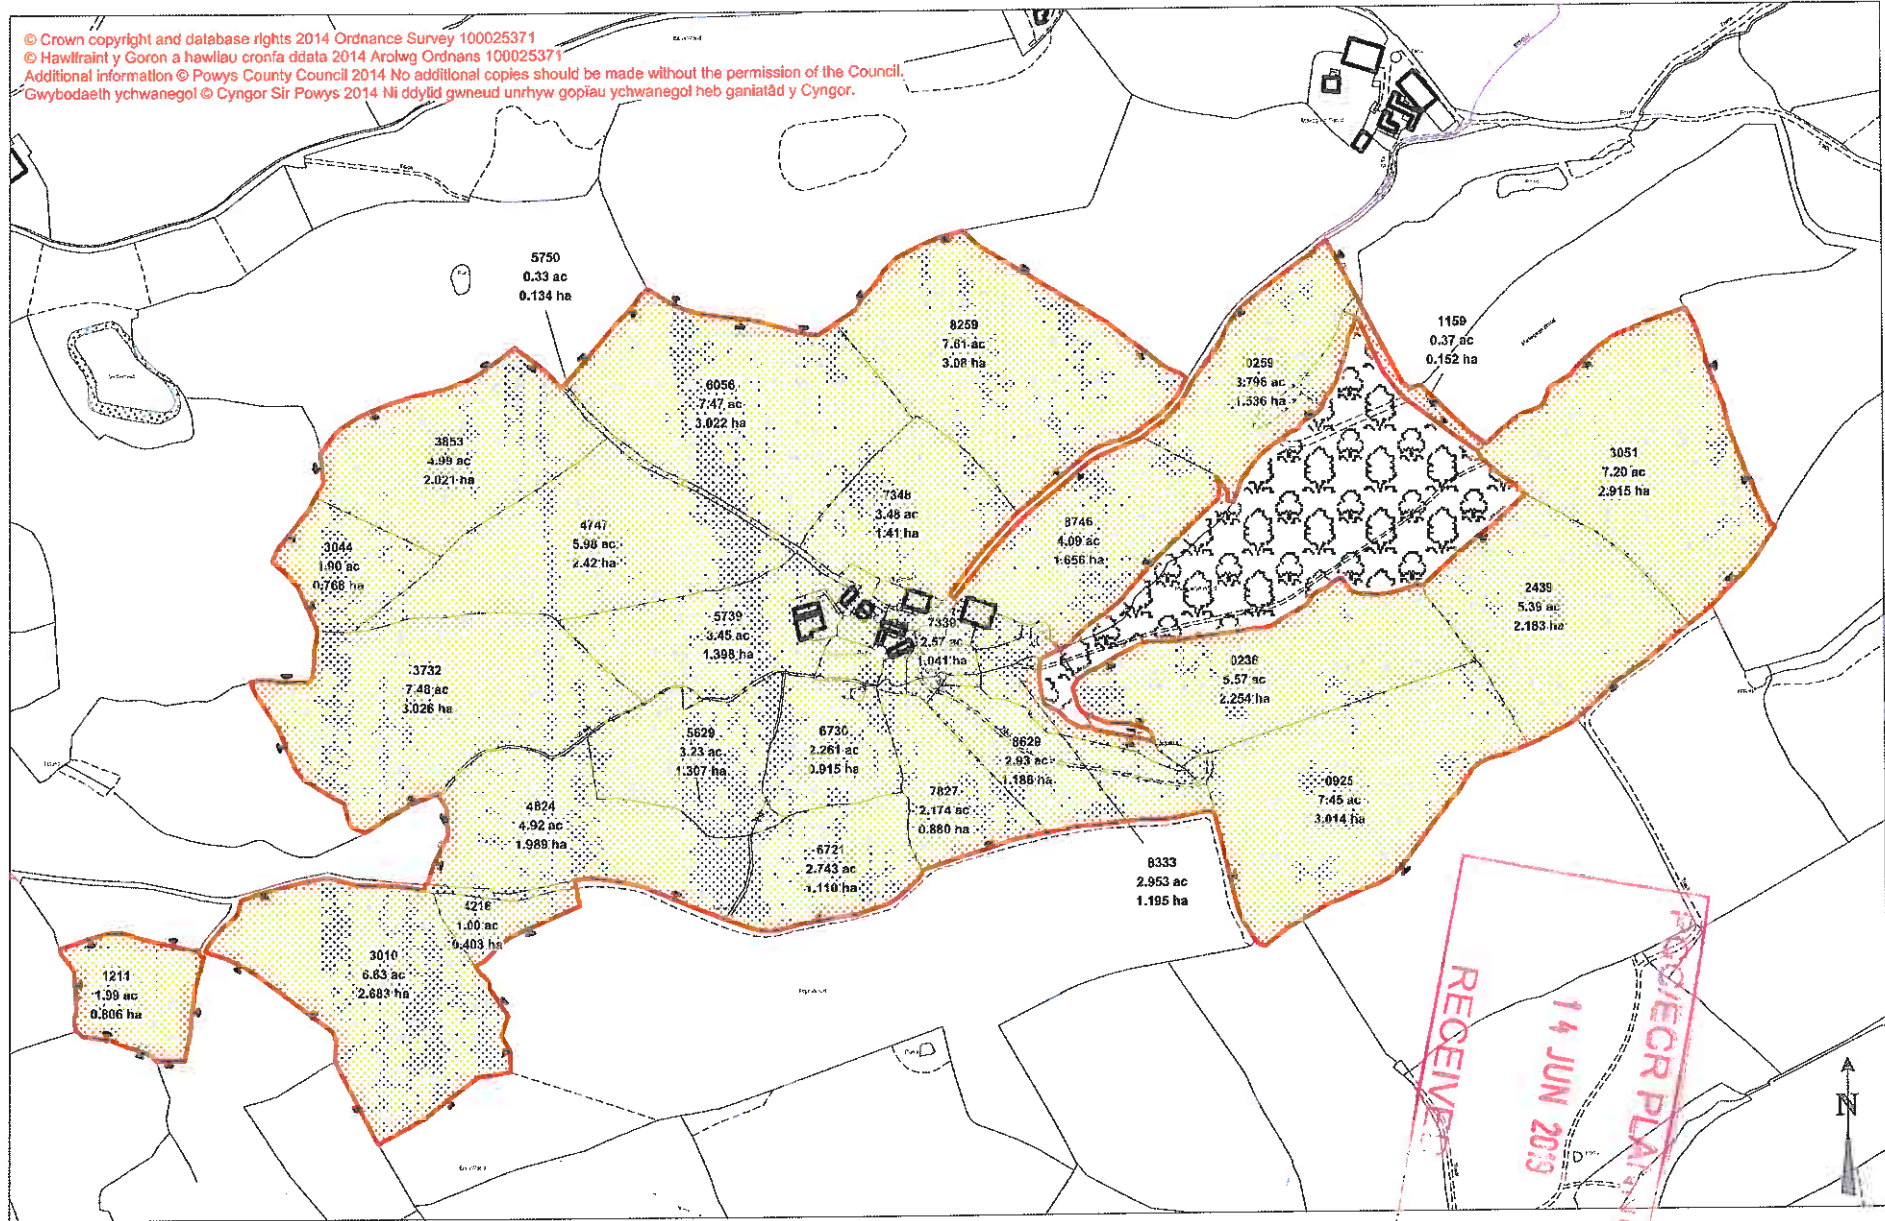 © Crown copyright and database rights 2014 Ordnance Survey 100025371
© Hawlfraint y Goron a hawliau cronfa ddata 2014 Arolwg Ordnans 100025371
Additional information © Powys County Council 2014 No additional copies should be made without the permission of the Council.
Gwybodaeth ychwanegol © Cyngor Sir Powys 2014 Ni ddylid gwneud unrhyw gopïau ychwanegol heb ganiatâd y Cyngor.
5750
0.33 ac
0.134 ha
8259
7.61 ac
3.08 ha
1159
0.37 ac
0.152 ha
0259
3.796 ac
1.536 ha
6056
7.47 ac
3.022 ha
3853
4.99 ac
2.021 ha
3051
7.20 ac
2.915 ha
7348
3.48 ac
1.41 ha
4747
5.98 ac
2.42 ha
8746
4.09 ac
1.656 ha
3044
1.90 ac
0.768 ha
2439
5.39 ac
2.183 ha
5739
3.45 ac
1.398 ha
7339
2.57 ac
1.041 ha
0236
5.57 ac
2.254 ha
3732
7.48 ac
3.026 ha
5629
3.23 ac
1.307 ha
6730
2.261 ac
0.915 ha
8629
2.93 ac
1.186 ha
0925
7.45 ac
3.014 ha
7827
2.174 ac
0.880 ha
4824
4.92 ac
1.989 ha
6721
2.743 ac
1.110 ha
8333
2.953 ac
1.195 ha
4216
1.00 ac
0.403 ha
3010
6.63 ac
2.683 ha
1211
1.99 ac
0.806 ha
14 JUN 2019
RECEIVED
N